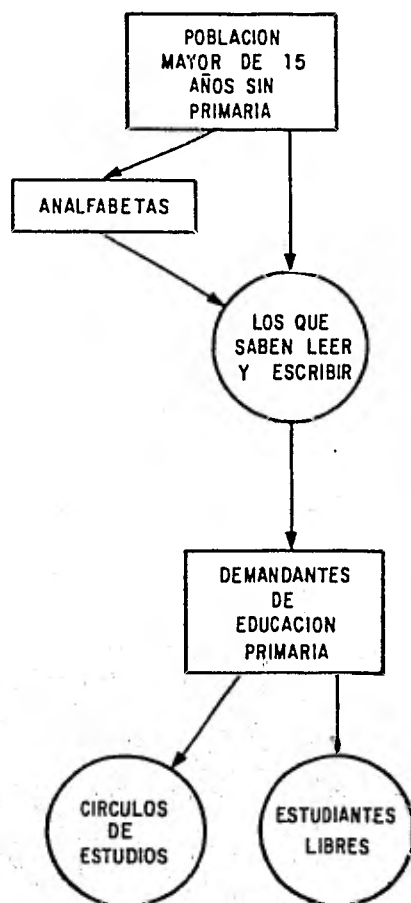 POBLACION
MAYOR DE 15
AÑOS SIN
PRIMARIA
ANALFABETAS
LOS QUE
SABEN LEER
Y ESCRIBIR
DEMANDANTES
DE
EDUCACION
PRIMARIA
CIRCULOS
DE
ESTUDIOS
ESTUDIANTES
LIBRES